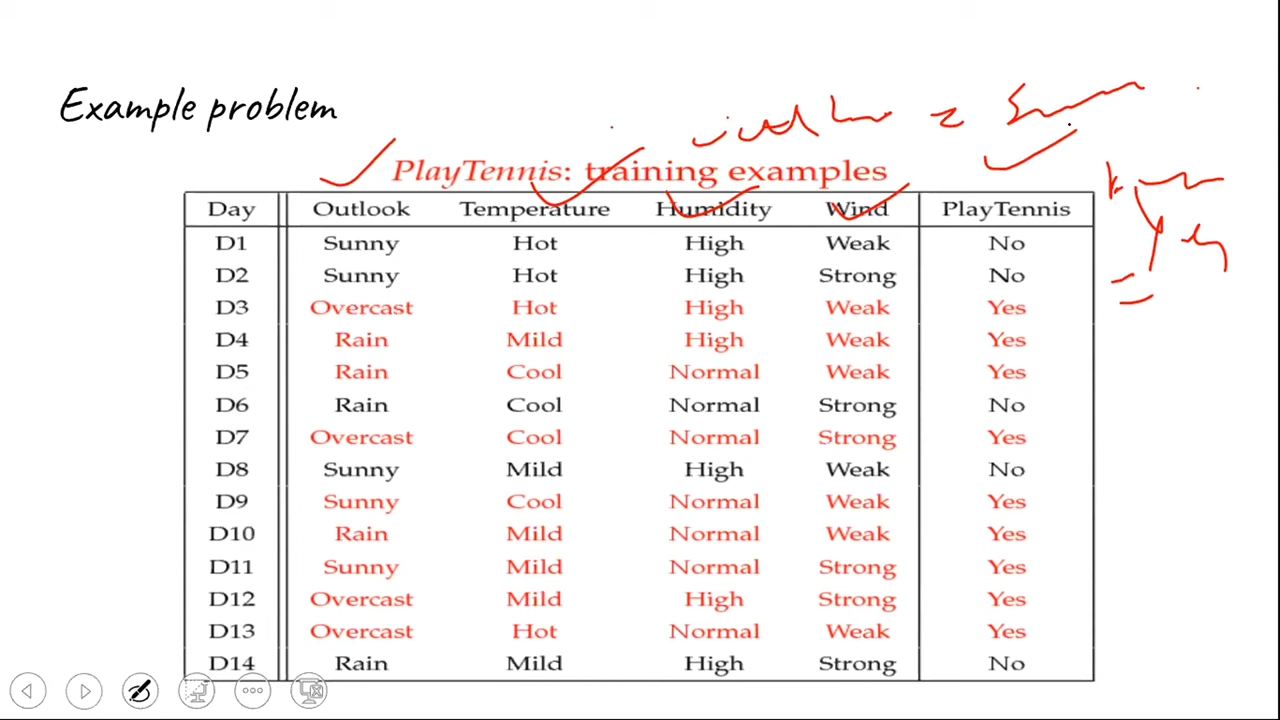 Example problem
PlayTennis: training examples
Day Outlook Temperature Humidity Wind PlayTennis
D1 Sunny Hot High Weak No
D2 Sunny Hot High Strong No
D3 Overcast Hot High Weak Yes
D4 Rain Mild High Weak Yes
D5 Rain Cool Normal Weak Yes
D6 Rain Cool Normal Strong No
D7 Overcast Cool Normal Strong Yes
D8 Sunny Mild High Weak No
D9 Sunny Cool Normal Weak Yes
D10 Rain Mild Normal Weak Yes
D11 Sunny Mild Normal Strong Yes
D12 Overcast Mild High Strong Yes
D13 Overcast Hot Normal Weak Yes
D14 Rain Mild High Strong No